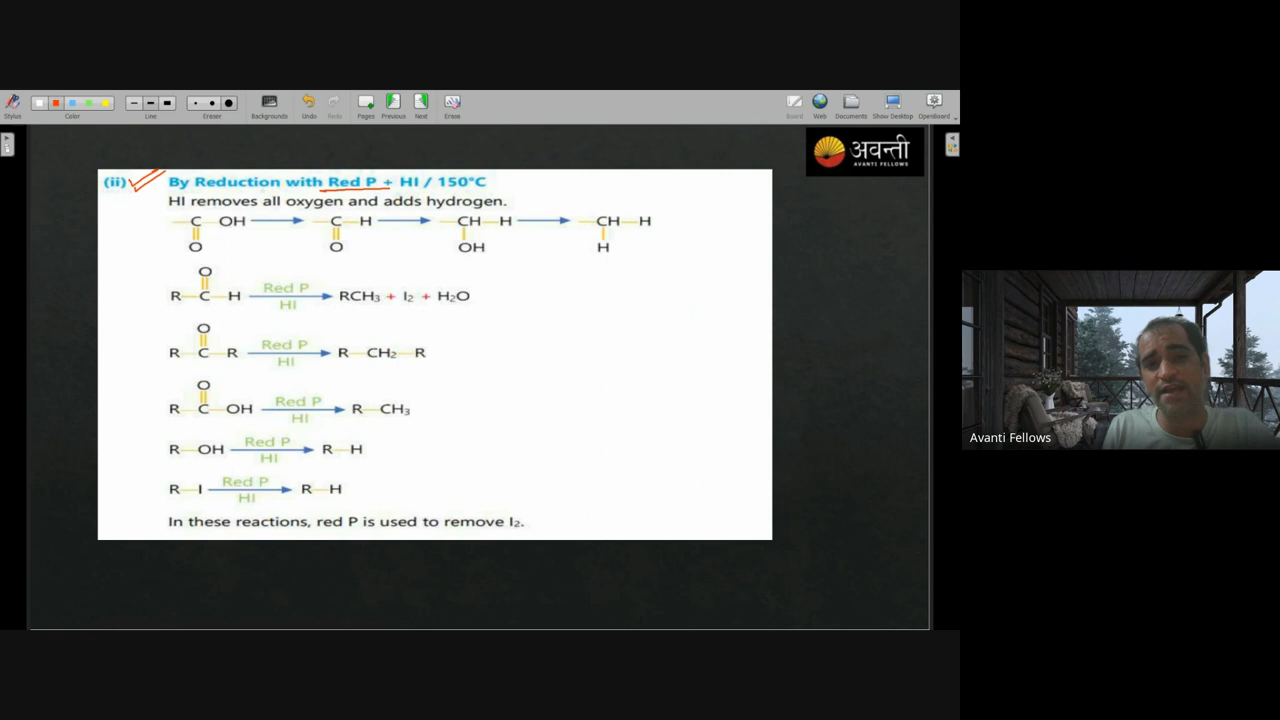 Stylus Color Line Eraser Backgrounds Undo Redo Pages Previous Next Erase Board Web Documents Show Desktop OpenBoard
अवन्ती
AVANTI FELLOWS
(ii) By Reduction with Red P + HI / 150°C
HI removes all oxygen and adds hydrogen.
C OH C H CH H CH H
O O OH H
O
R C H Red P HI RCH₃ + I₂ + H₂O
O
R C R Red P HI R CH₂ R
O
R C OH Red P HI R CH₃
R OH Red P HI R H
R I Red P HI R H
In these reactions, red P is used to remove I₂.
Avanti Fellows